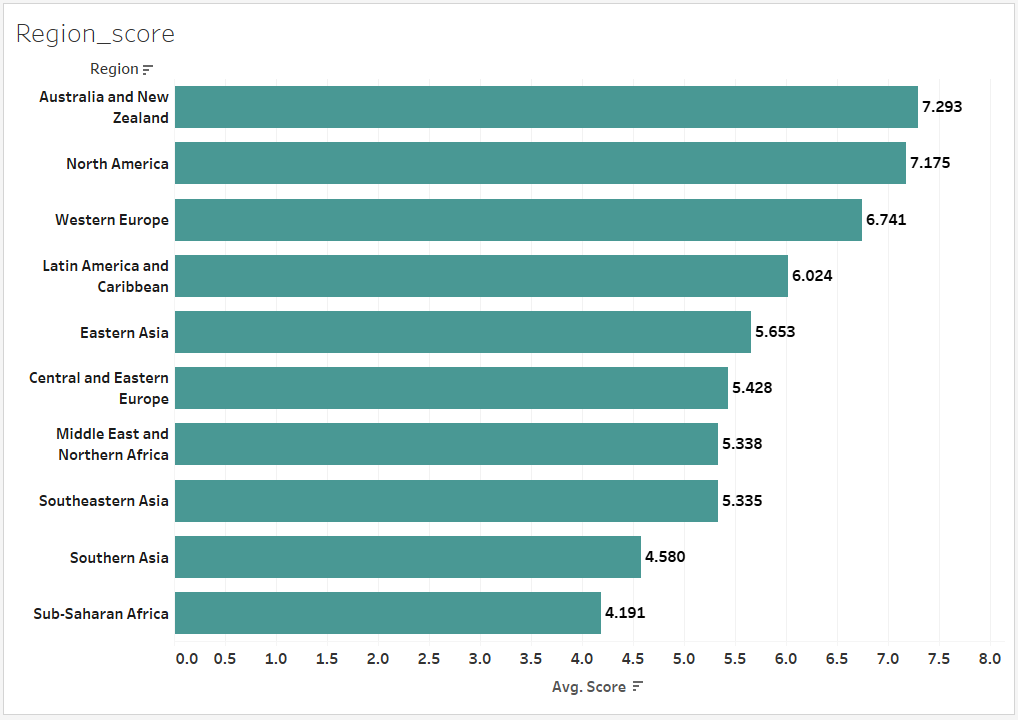 Region_score
Region
Australia and New
Zealand
7.293
North America
7.175
Western Europe
6.741
Latin America and
Caribbean
6.024
Eastern Asia
5.653
Central and Eastern
Europe
5.428
Middle East and
Northern Africa
5.338
Southeastern Asia
5.335
Southern Asia
4.580
Sub-Saharan Africa
4.191
0.0 0.5 1.0 1.5 2.0 2.5 3.0 3.5 4.0 4.5 5.0 5.5 6.0 6.5 7.0 7.5 8.0
Avg. Score